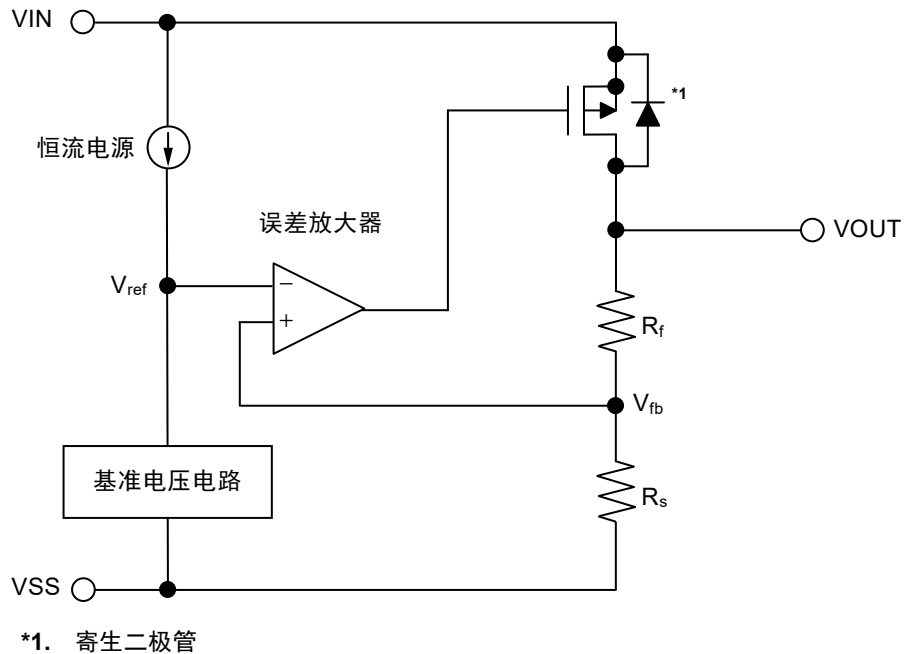 VIN
*1
恒流电源
误差放大器
VOUT
Vref
−
+
Rf
Vfb
基准电压电路
Rs
VSS
*1. 寄生二极管